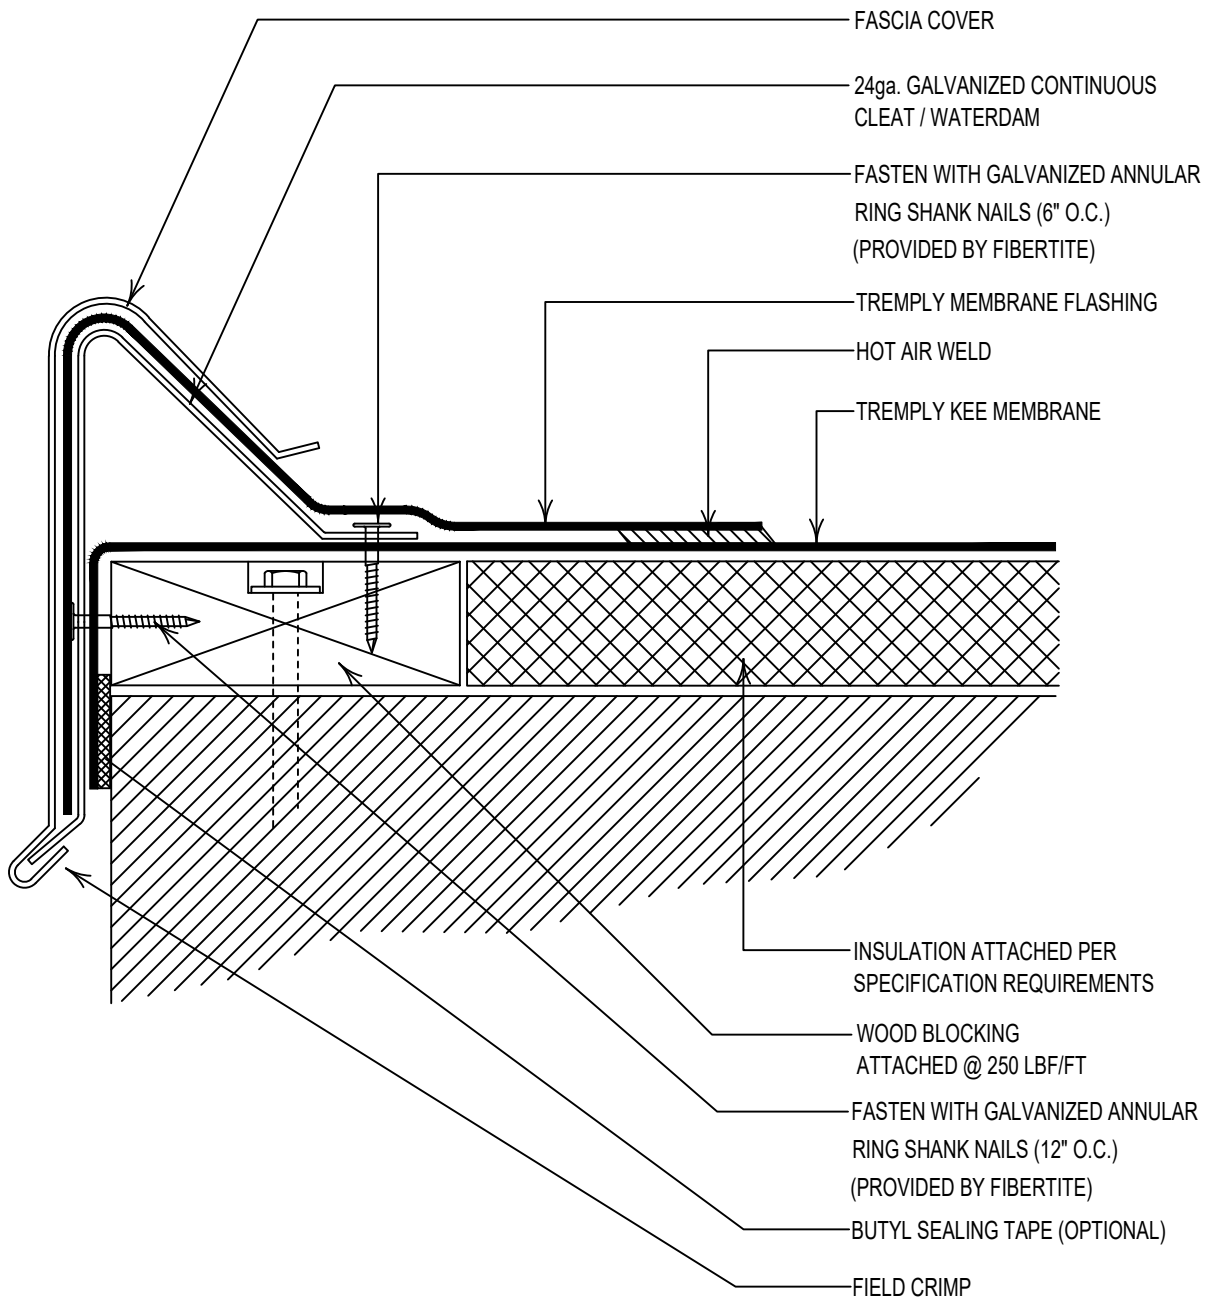 FASCIA COVER
24ga. GALVANIZED CONTINUOUS
CLEAT / WATERDAM
FASTEN WITH GALVANIZED ANNULAR
RING SHANK NAILS (6" O.C.)
(PROVIDED BY FIBERTITE)
TREMPLY MEMBRANE FLASHING
HOT AIR WELD
TREMPLY KEE MEMBRANE
INSULATION ATTACHED PER
SPECIFICATION REQUIREMENTS
WOOD BLOCKING
ATTACHED @ 250 LBF/FT
FASTEN WITH GALVANIZED ANNULAR
RING SHANK NAILS (12" O.C.)
(PROVIDED BY FIBERTITE)
BUTYL SEALING TAPE (OPTIONAL)
FIELD CRIMP